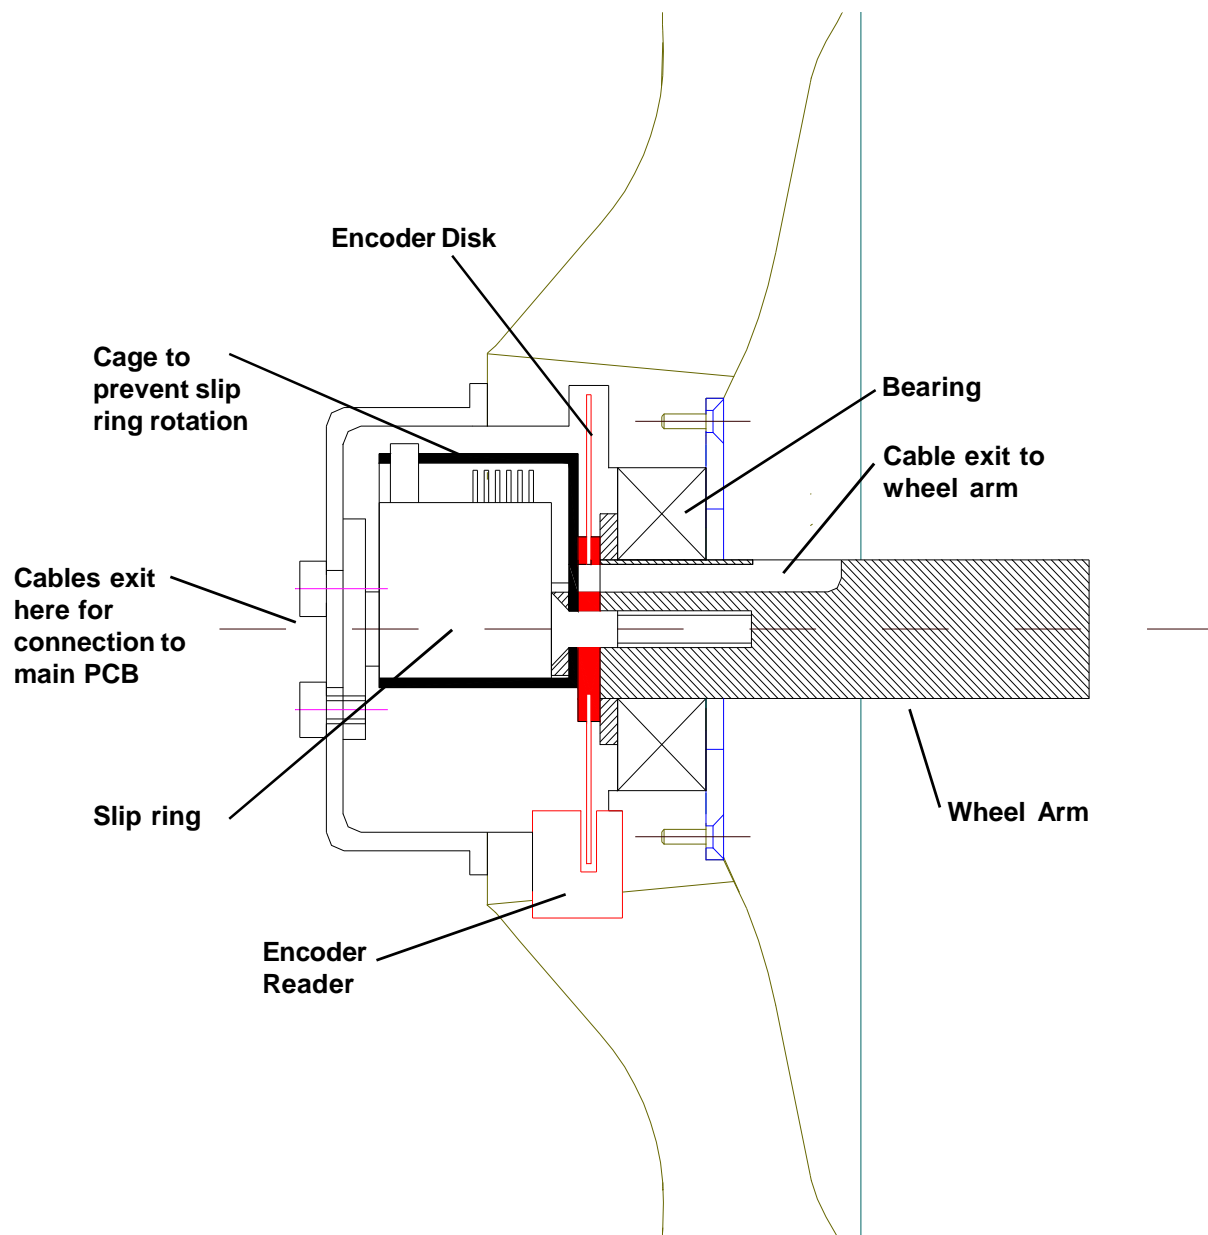 Encoder Disk
Cage to
prevent slip
ring rotation
Bearing
Cable exit to
wheel arm
Cables exit
here for
connection to
main PCB
Slip ring
Wheel Arm
Encoder
Reader